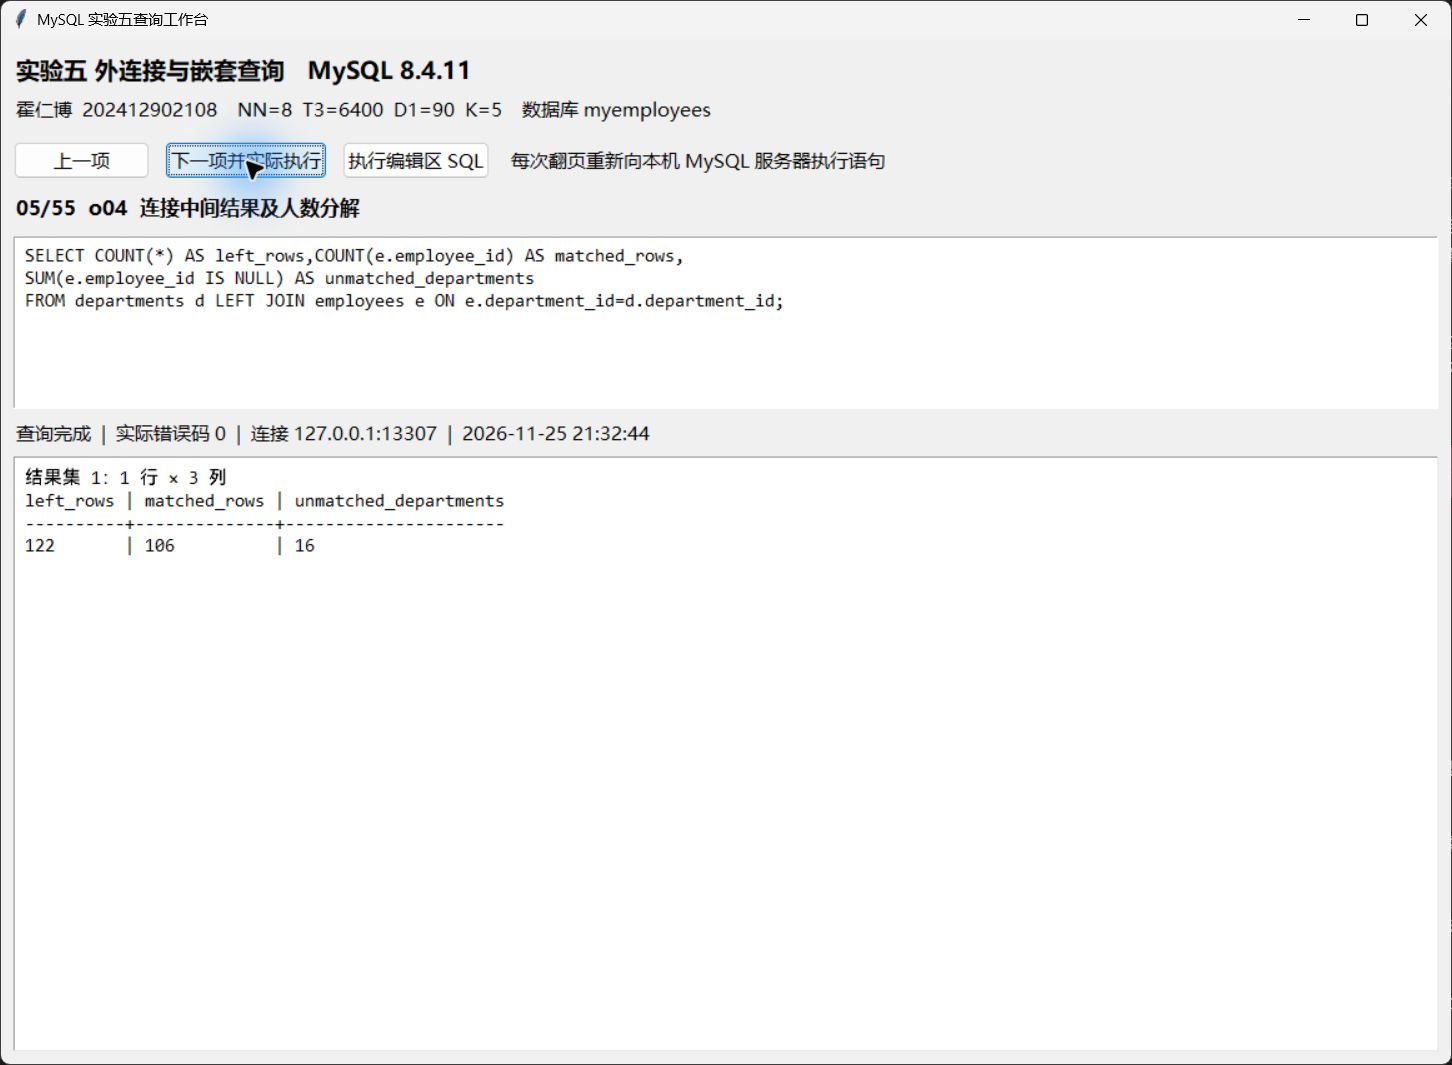 MySQL 实验五查询工作台
实验五 外连接与嵌套查询 MySQL 8.4.11
霍仁博 202412902108 NN=8 T3=6400 D1=90 K=5 数据库 myemployees
上一项 下一项并实际执行 执行编辑区 SQL 每次翻页重新向本机 MySQL 服务器执行语句
05/55 o04 连接中间结果及人数分解
SELECT COUNT(*) AS left_rows,COUNT(e.employee_id) AS matched_rows,
SUM(e.employee_id IS NULL) AS unmatched_departments
FROM departments d LEFT JOIN employees e ON e.department_id=d.department_id;
查询完成 | 实际错误码 0 | 连接 127.0.0.1:13307 | 2026-11-25 21:32:44
结果集 1: 1 行 × 3 列
left_rows | matched_rows | unmatched_departments
----------+--------------+----------------------
122 | 106 | 16